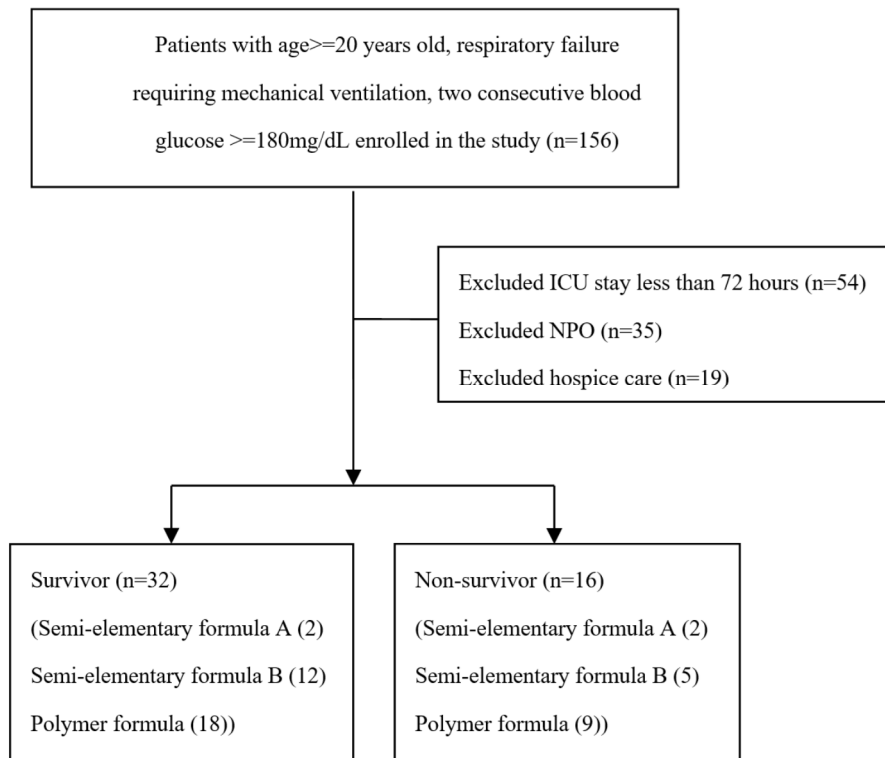 Patients with age>=20 years old, respiratory failure
requiring mechanical ventilation, two consecutive blood
glucose >=180mg/dL enrolled in the study (n=156)
Excluded ICU stay less than 72 hours (n=54)
Excluded NPO (n=35)
Excluded hospice care (n=19)
Survivor (n=32)
(Semi-elementary formula A (2)
Semi-elementary formula B (12)
Polymer formula (18))
Non-survivor (n=16)
(Semi-elementary formula A (2)
Semi-elementary formula B (5)
Polymer formula (9))